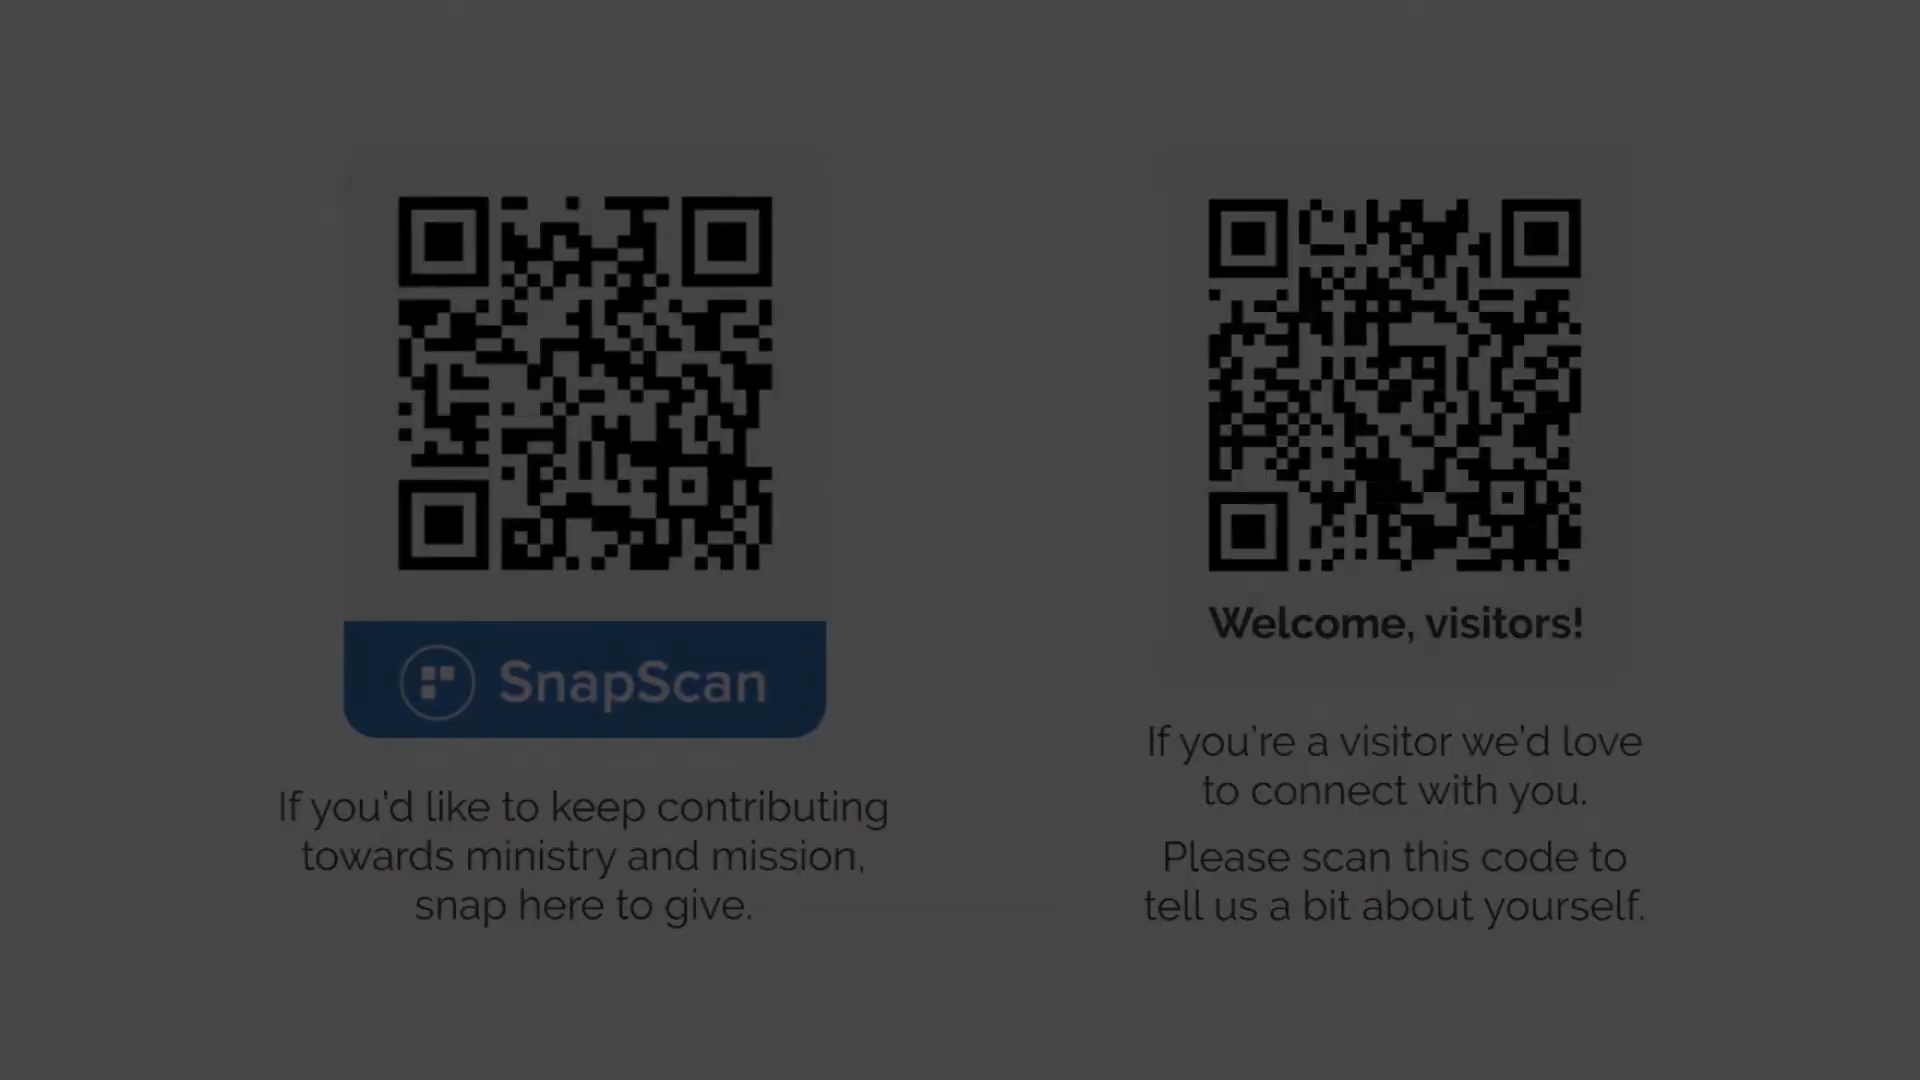 SnapScan
If you'd like to keep contributing
towards ministry and mission,
snap here to give.
Welcome, visitors!
If you're a visitor we'd love
to connect with you.
Please scan this code to
tell us a bit about yourself.